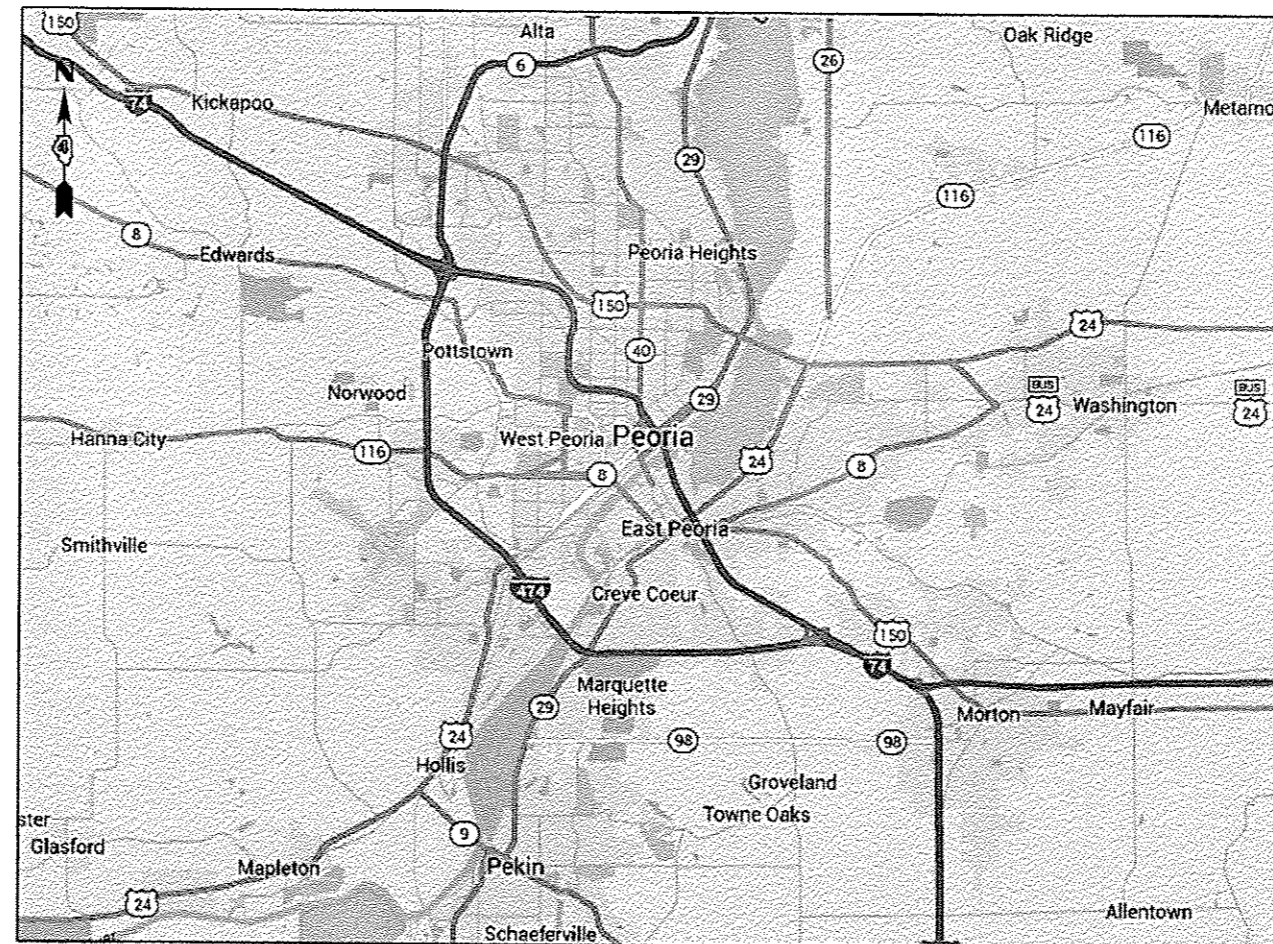 150
Alta
Oak Ridge
6
26
N
74
Kickapoo
Metamo
116
4
29
116
8
Edwards
Peoria Heights
150
24
Pottstown
40
Norwood
29
BUS
24
Washington
BUS
24
Hanna City
116
West Peoria
Peoria
24
8
8
East Peoria
Smithville
474
Creve Coeur
150
74
Marquette
Heights
29
Morton
Mayfair
24
98
98
Hollis
Groveland
Towne Oaks
ster
Glasford
9
Mapleton
Pekin
24
Allentown
Schaeferville